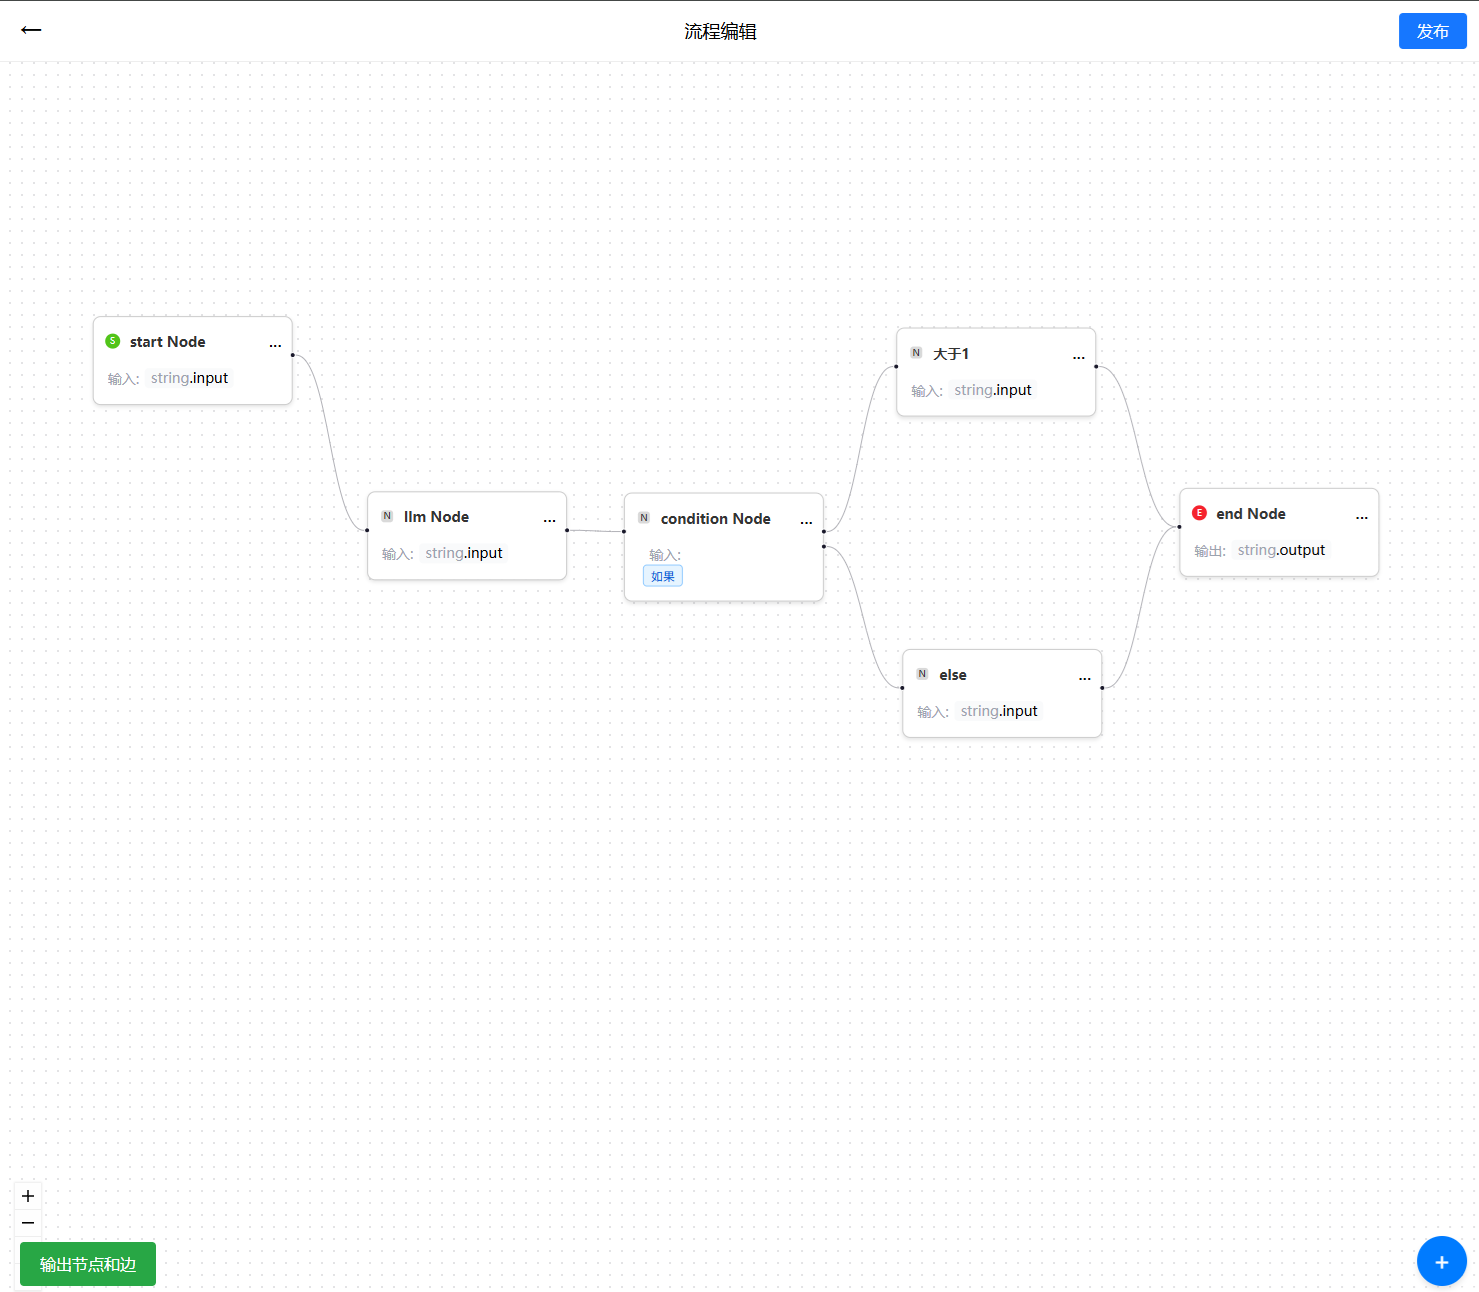 ←
流程编辑
发布
S start Node ...
输入: string.input
N llm Node ...
输入: string.input
N condition Node ...
输入:
如果
N 大于1 ...
输入: string.input
N else ...
输入: string.input
E end Node ...
输出: string.output
+
−
输出节点和边
+